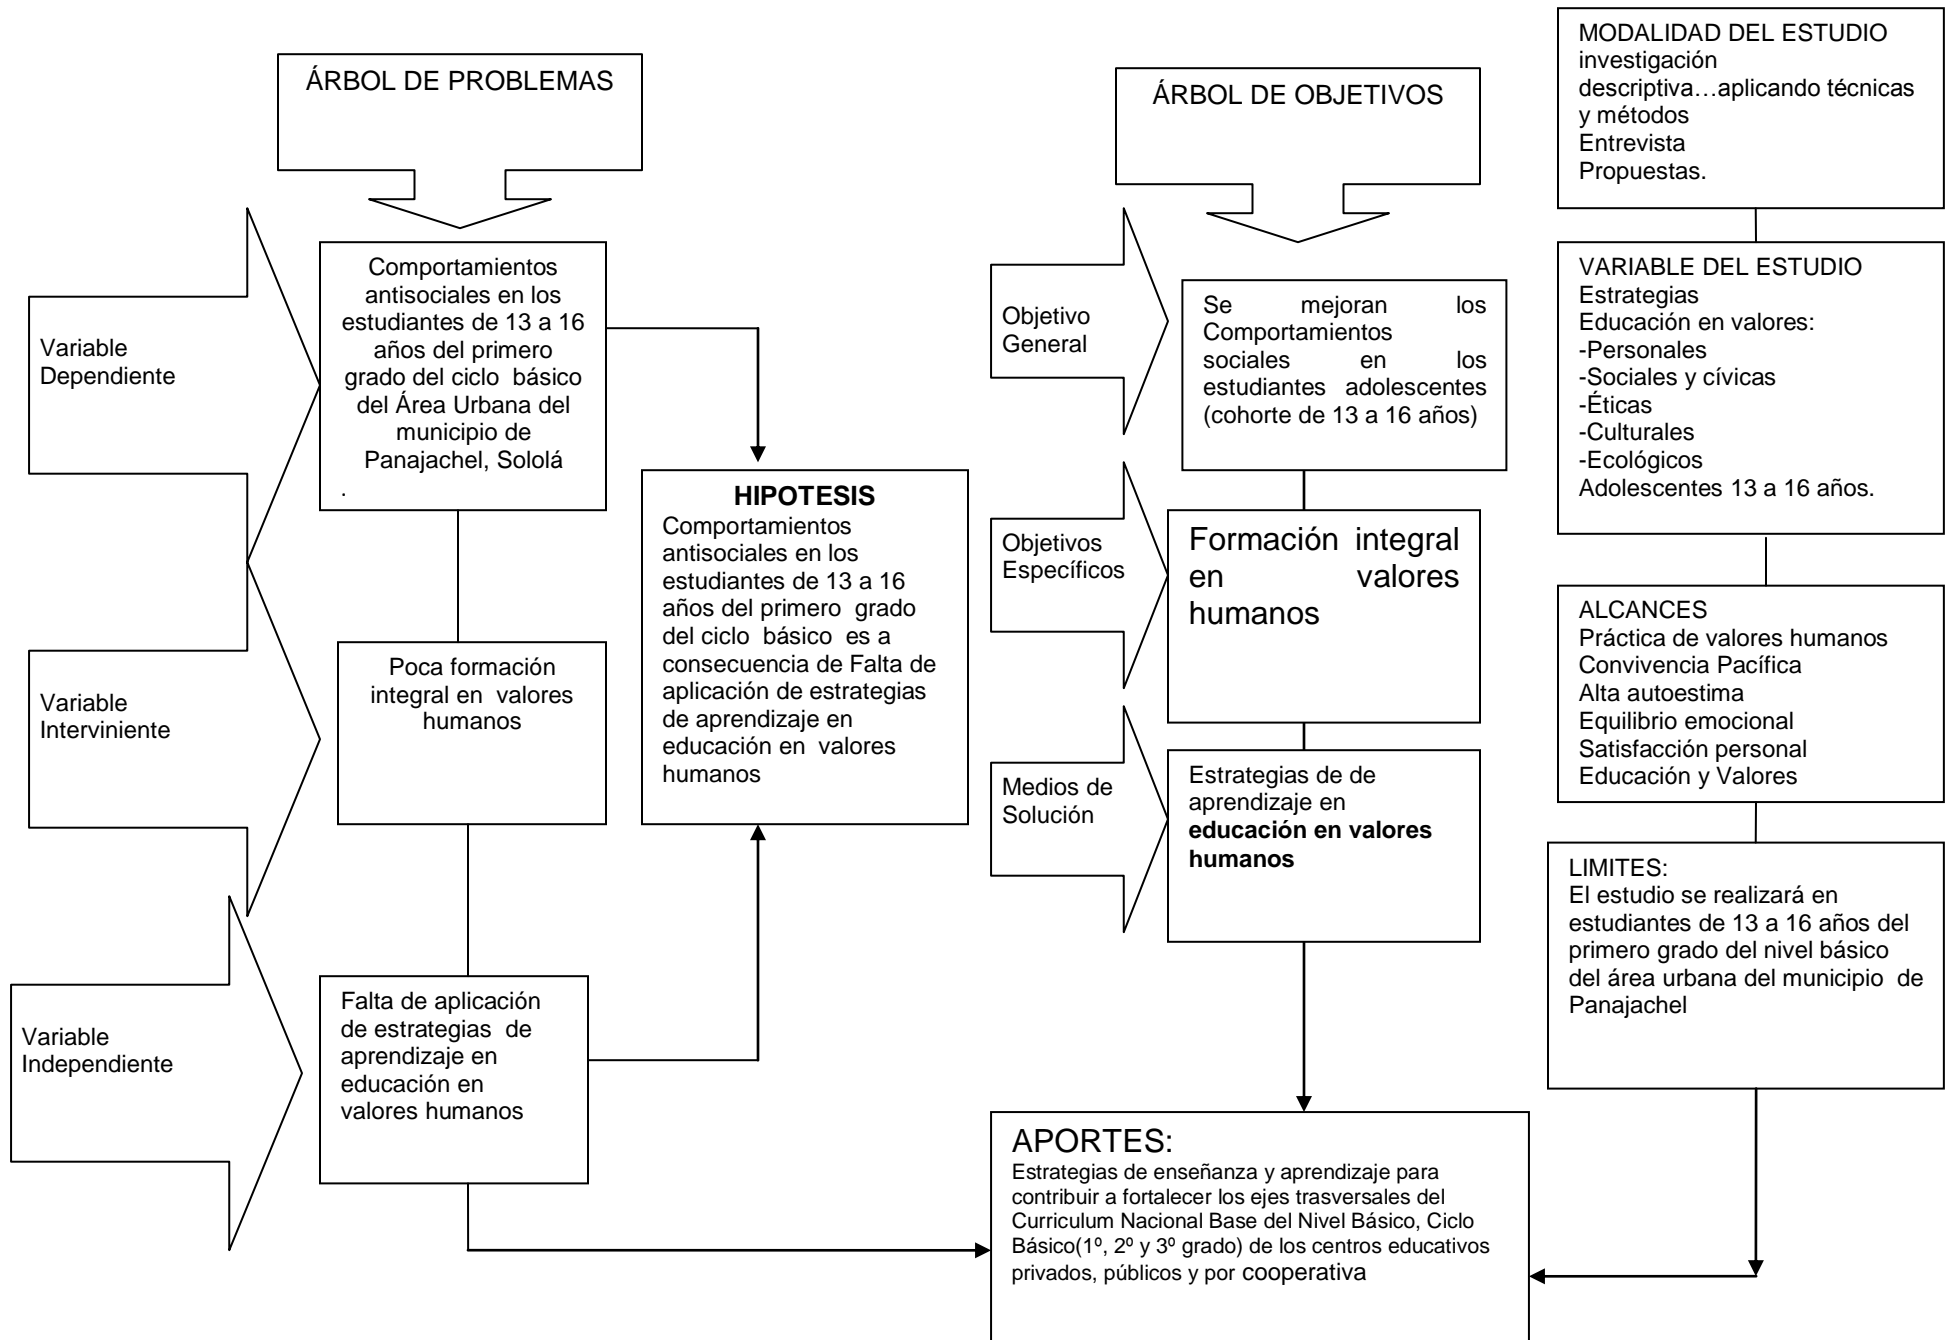 ÁRBOL DE PROBLEMAS
Variable
Dependiente
Comportamientos
antisociales en los
estudiantes de 13 a 16
años del primero
grado del ciclo básico
del Área Urbana del
municipio de
Panajachel, Sololá
.
Variable
Interviniente
Poca formación
integral en valores
humanos
Variable
Independiente
Falta de aplicación
de estrategias de
aprendizaje en
educación en
valores humanos
HIPOTESIS
Comportamientos
antisociales en los
estudiantes de 13 a 16
años del primero grado
del ciclo básico es a
consecuencia de Falta de
aplicación de estrategias
de aprendizaje en
educación en valores
humanos
ÁRBOL DE OBJETIVOS
Objetivo
General
Se mejoran los
Comportamientos
sociales en los
estudiantes adolescentes
(cohorte de 13 a 16 años)
Objetivos
Específicos
Formación integral
en valores
humanos
Medios de
Solución
Estrategias de de
aprendizaje en
educación en valores
humanos
MODALIDAD DEL ESTUDIO
investigación
descriptiva…aplicando técnicas
y métodos
Entrevista
Propuestas.
VARIABLE DEL ESTUDIO
Estrategias
Educación en valores:
-Personales
-Sociales y cívicas
-Éticas
-Culturales
-Ecológicos
Adolescentes 13 a 16 años.
ALCANCES
Práctica de valores humanos
Convivencia Pacífica
Alta autoestima
Equilibrio emocional
Satisfacción personal
Educación y Valores
LIMITES:
El estudio se realizará en
estudiantes de 13 a 16 años del
primero grado del nivel básico
del área urbana del municipio de
Panajachel
APORTES:
Estrategias de enseñanza y aprendizaje para
contribuir a fortalecer los ejes trasversales del
Curriculum Nacional Base del Nivel Básico, Ciclo
Básico(1º, 2º y 3º grado) de los centros educativos
privados, públicos y por cooperativa